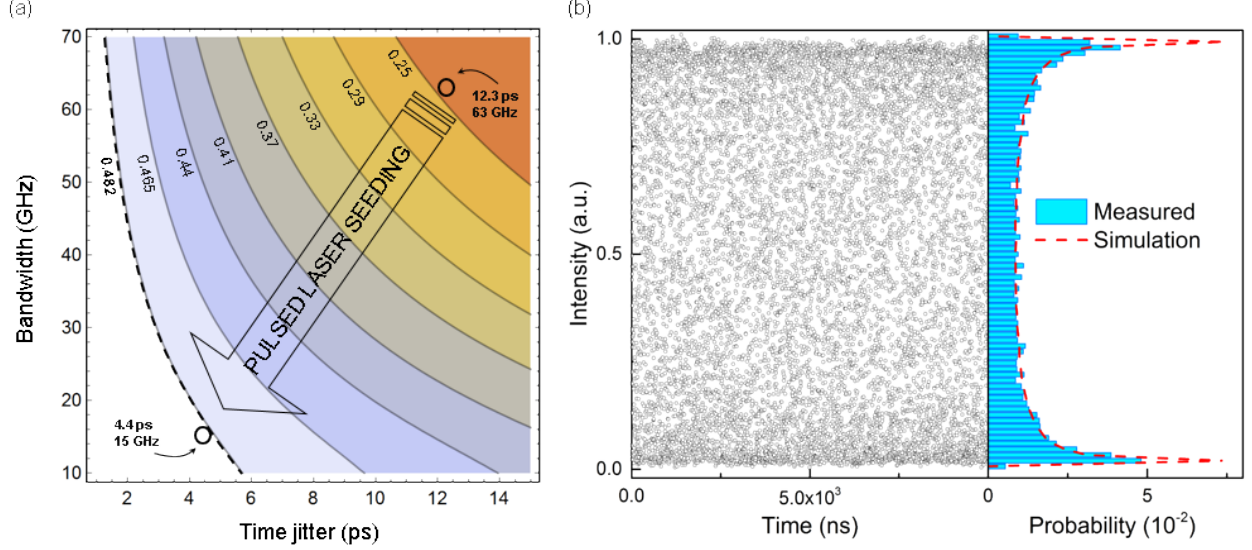 (a)
70
60
50
40
30
20
10
Bandwidth (GHz)
2
4
6
8
10
12
14
Time jitter (ps)
0.482
0.465
0.44
0.41
0.37
0.33
0.29
0.25
12.3 ps
63 GHz
PULSED LASER SEEDING
4.4 ps
15 GHz
(b)
1.0
0.5
0.0
Intensity (a.u.)
0.0
5.0x10³
Time (ns)
Measured
Simulation
0
5
Probability (10⁻²)